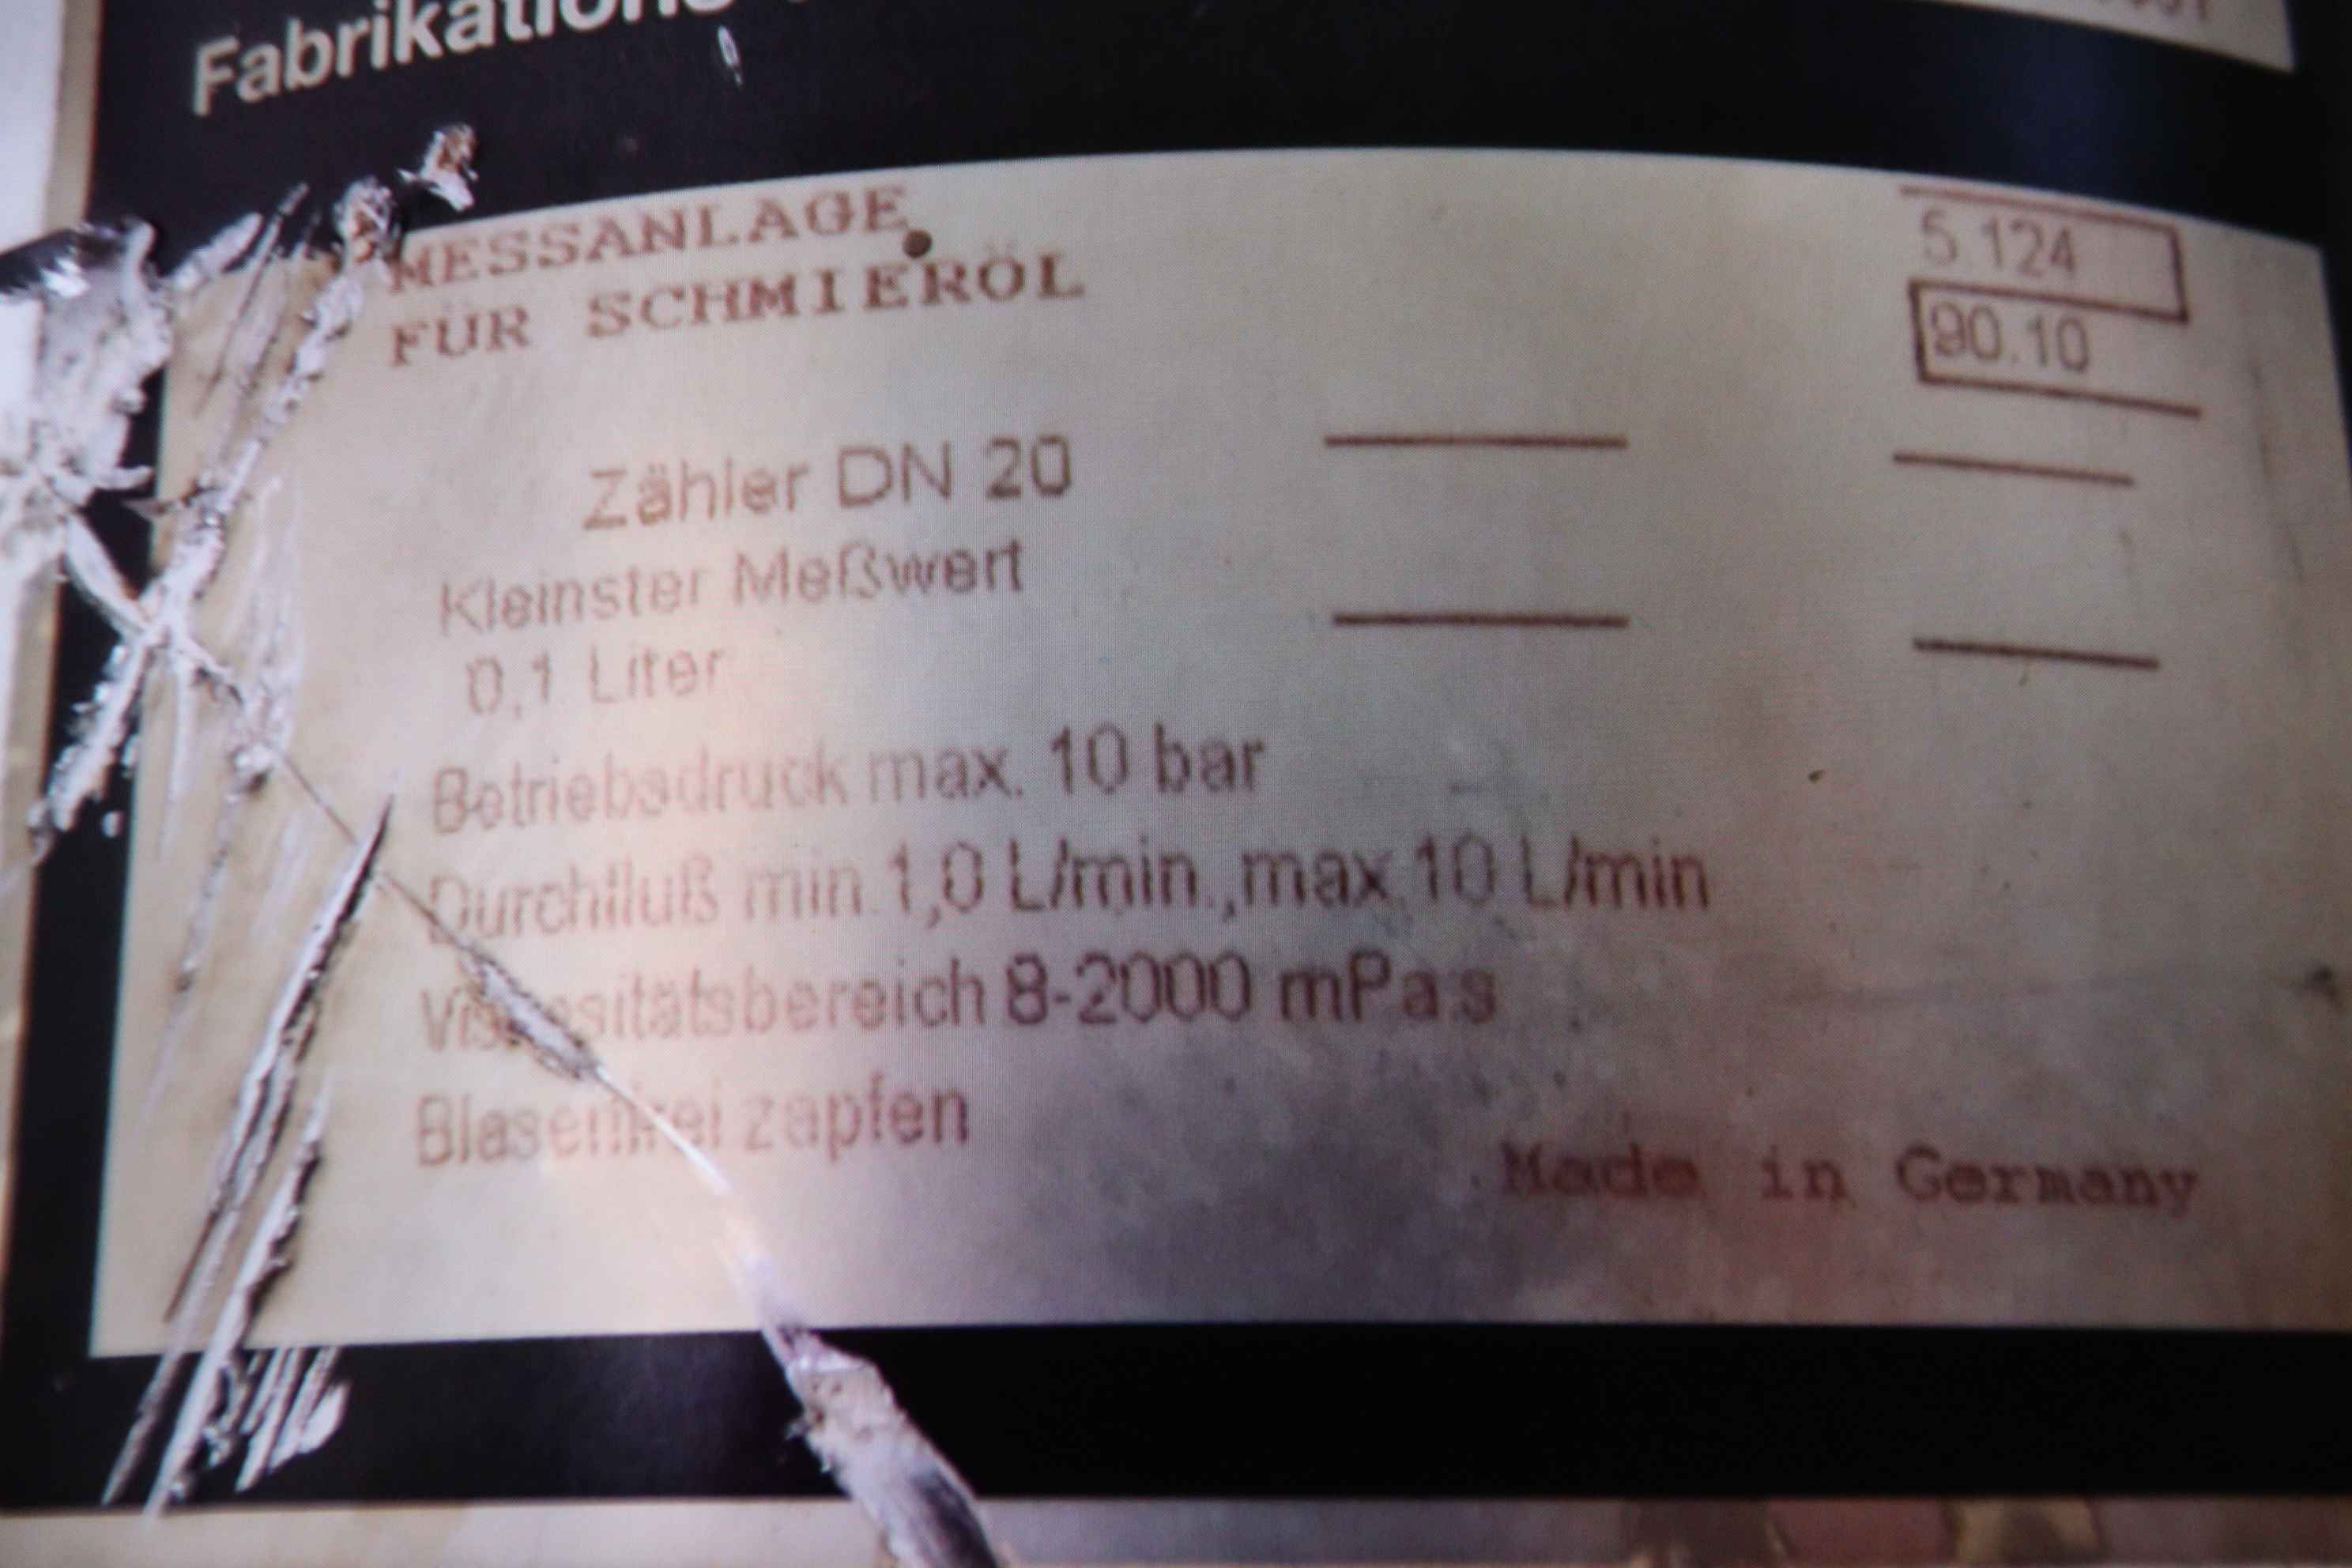 Fabrikations
MESSANLAGE
FÜR SCHMIERÖL
5.124
90.10
Zähler DN 20
Kleinster Meßwert
0,1 Liter
Betriebsdruck max. 10 bar
Durchfluß min.1,0 L/min.,max.10 L/min
Viskositätsbereich 8-2000 mPa.s
Blasenfrei zapfen
Made in Germany